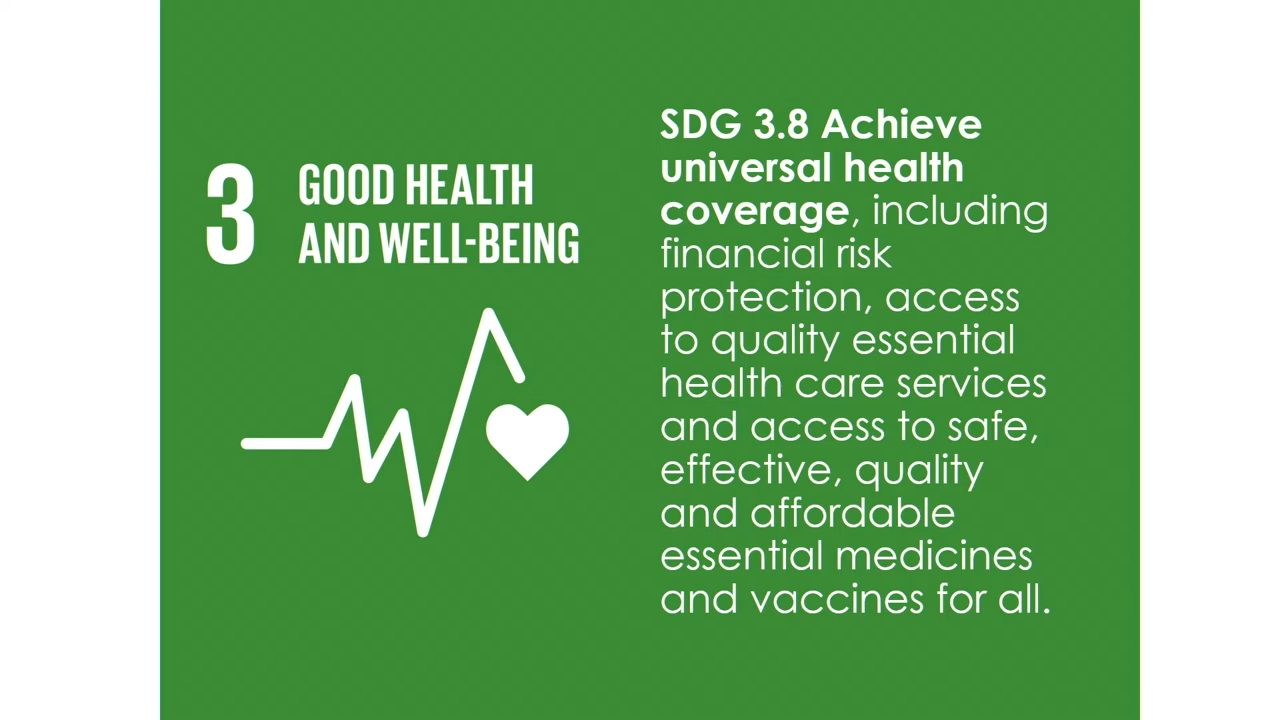 3
GOOD HEALTH
AND WELL-BEING
SDG 3.8 Achieve
universal health
coverage, including
financial risk
protection, access
to quality essential
health care services
and access to safe,
effective, quality
and affordable
essential medicines
and vaccines for all.